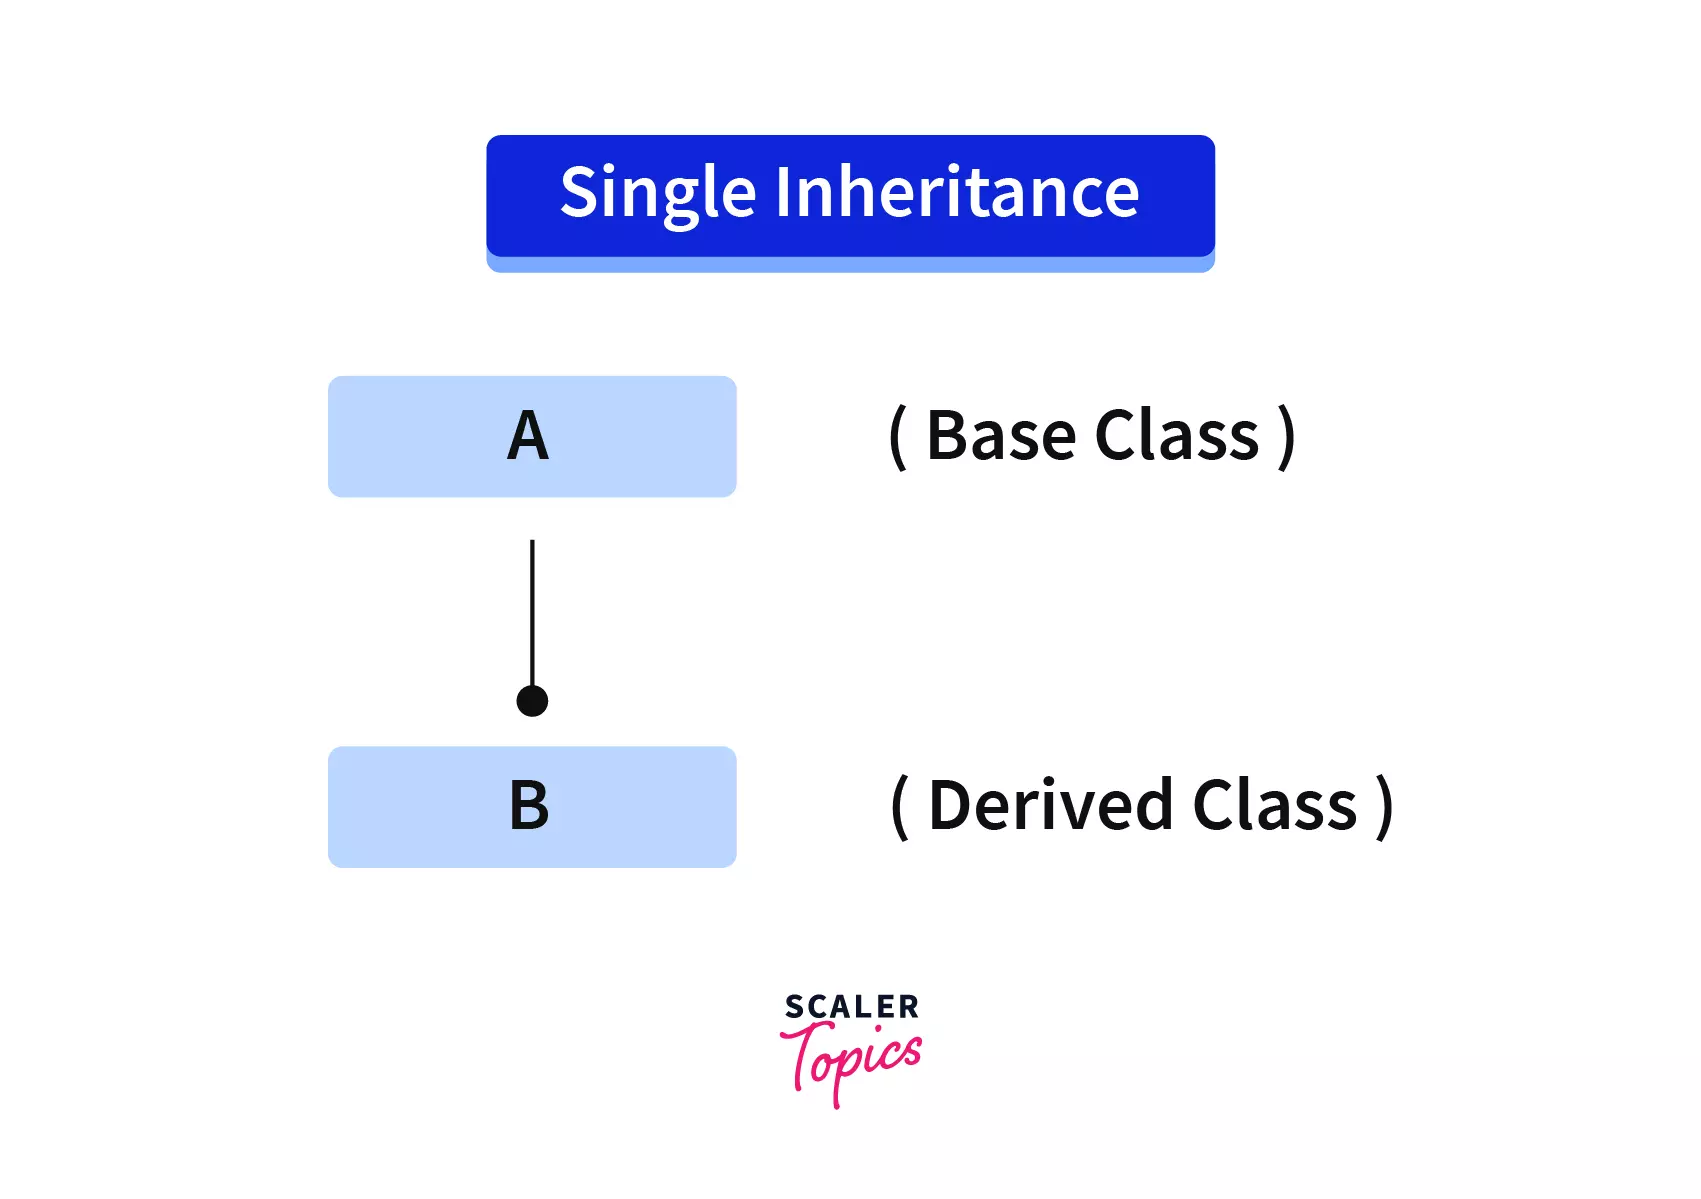 Single Inheritance
A
( Base Class )
B
( Derived Class )
SCALER
Topics